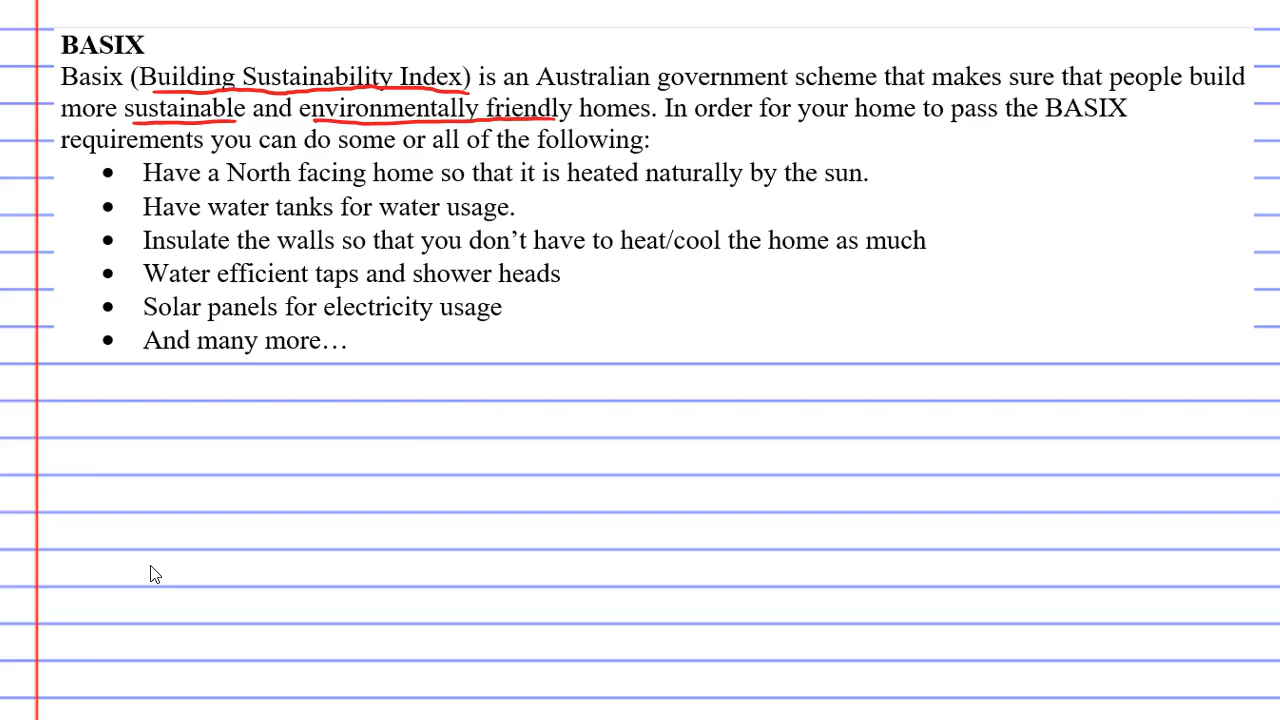 BASIX
Basix (Building Sustainability Index) is an Australian government scheme that makes sure that people build
more sustainable and environmentally friendly homes. In order for your home to pass the BASIX
requirements you can do some or all of the following:
• Have a North facing home so that it is heated naturally by the sun.
• Have water tanks for water usage.
• Insulate the walls so that you don’t have to heat/cool the home as much
• Water efficient taps and shower heads
• Solar panels for electricity usage
• And many more…